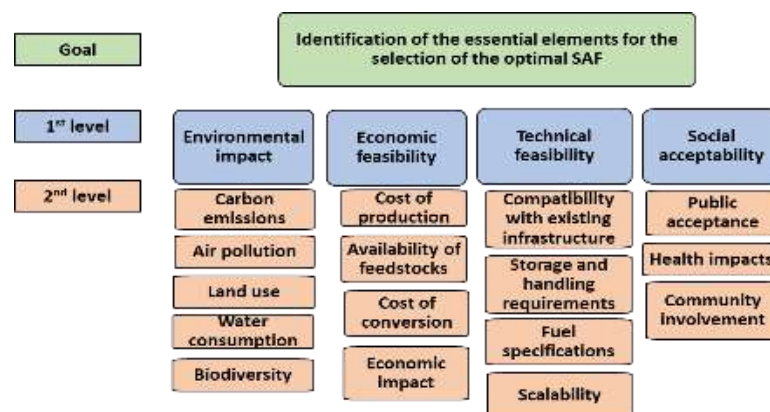 Goal
Identification of the essential elements for the
selection of the optimal SAF
1st level
Environmental
impact
Economic
feasibility
Technical
feasibility
Social
acceptability
2nd level
Carbon
emissions
Air pollution
Land use
Water
consumption
Biodiversity
Cost of
production
Availability of
feedstocks
Cost of
conversion
Economic
impact
Compatibility
with existing
infrastructure
Storage and
handling
requirements
Fuel
specifications
Scalability
Public
acceptance
Health impacts
Community
involvement